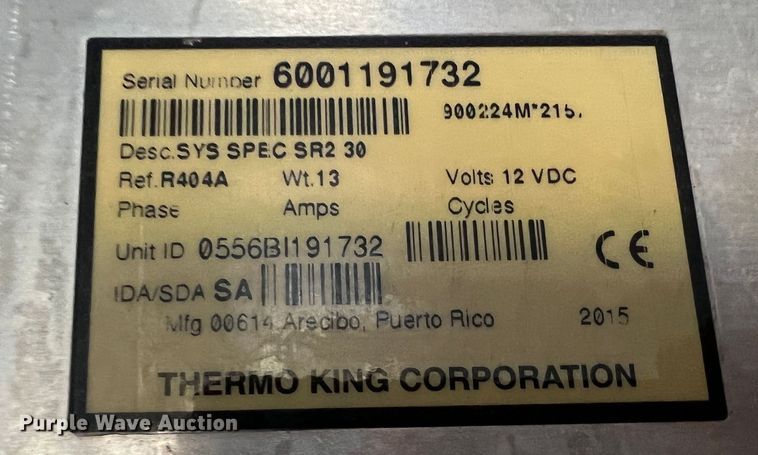 Serial Number 6001191732
900224M*215
Desc. SYS SPEC SR2 30
Ref. R404A Wt. 13 Volts 12 VDC
Phase Amps Cycles
Unit ID 0556BI191732
CE
IDA/SDA SA
Mfg 00614 Arecibo, Puerto Rico 2015
THERMO KING CORPORATION
Purple Wave Auction